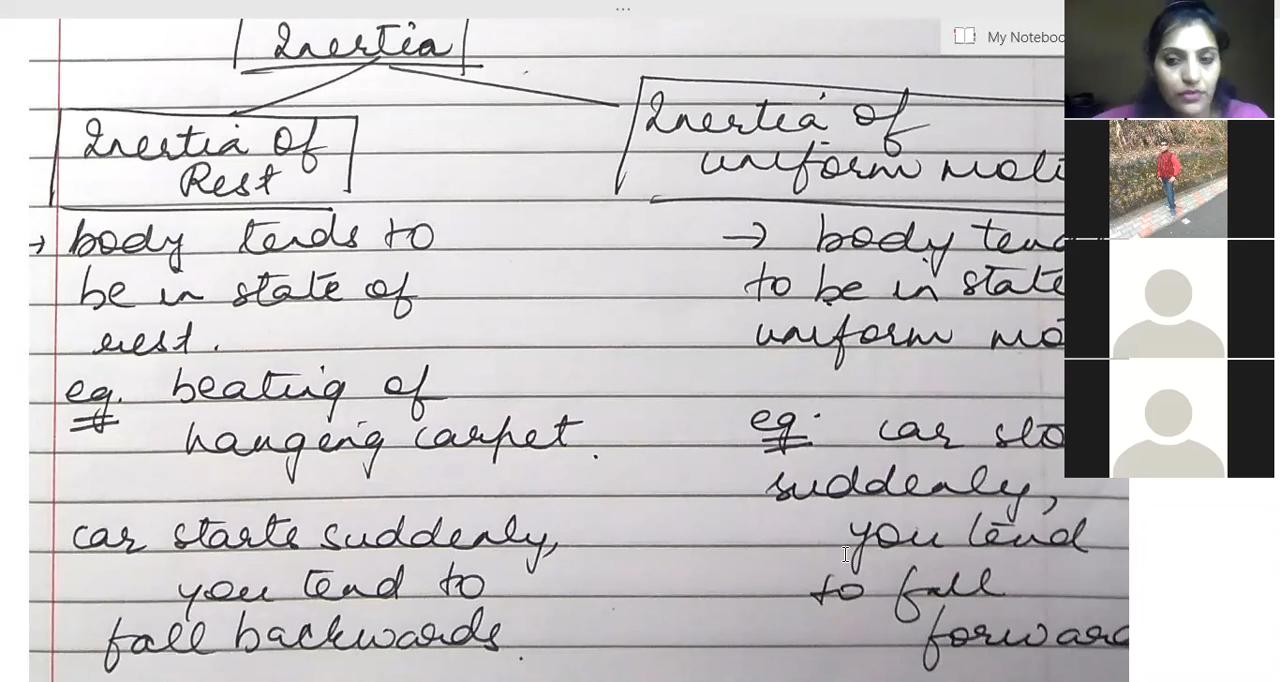 My Noteboo
Inertia
Inertia of
Rest
→ body tends to
be in state of
rest.
eg. beating of
hanging carpet.
car starts suddenly,
you tend to
fall backwards.
Inertia of
uniform moti
→ body tend
to be in state
uniform mo
eg. car sto
suddenly,
you tend
to fall
forward